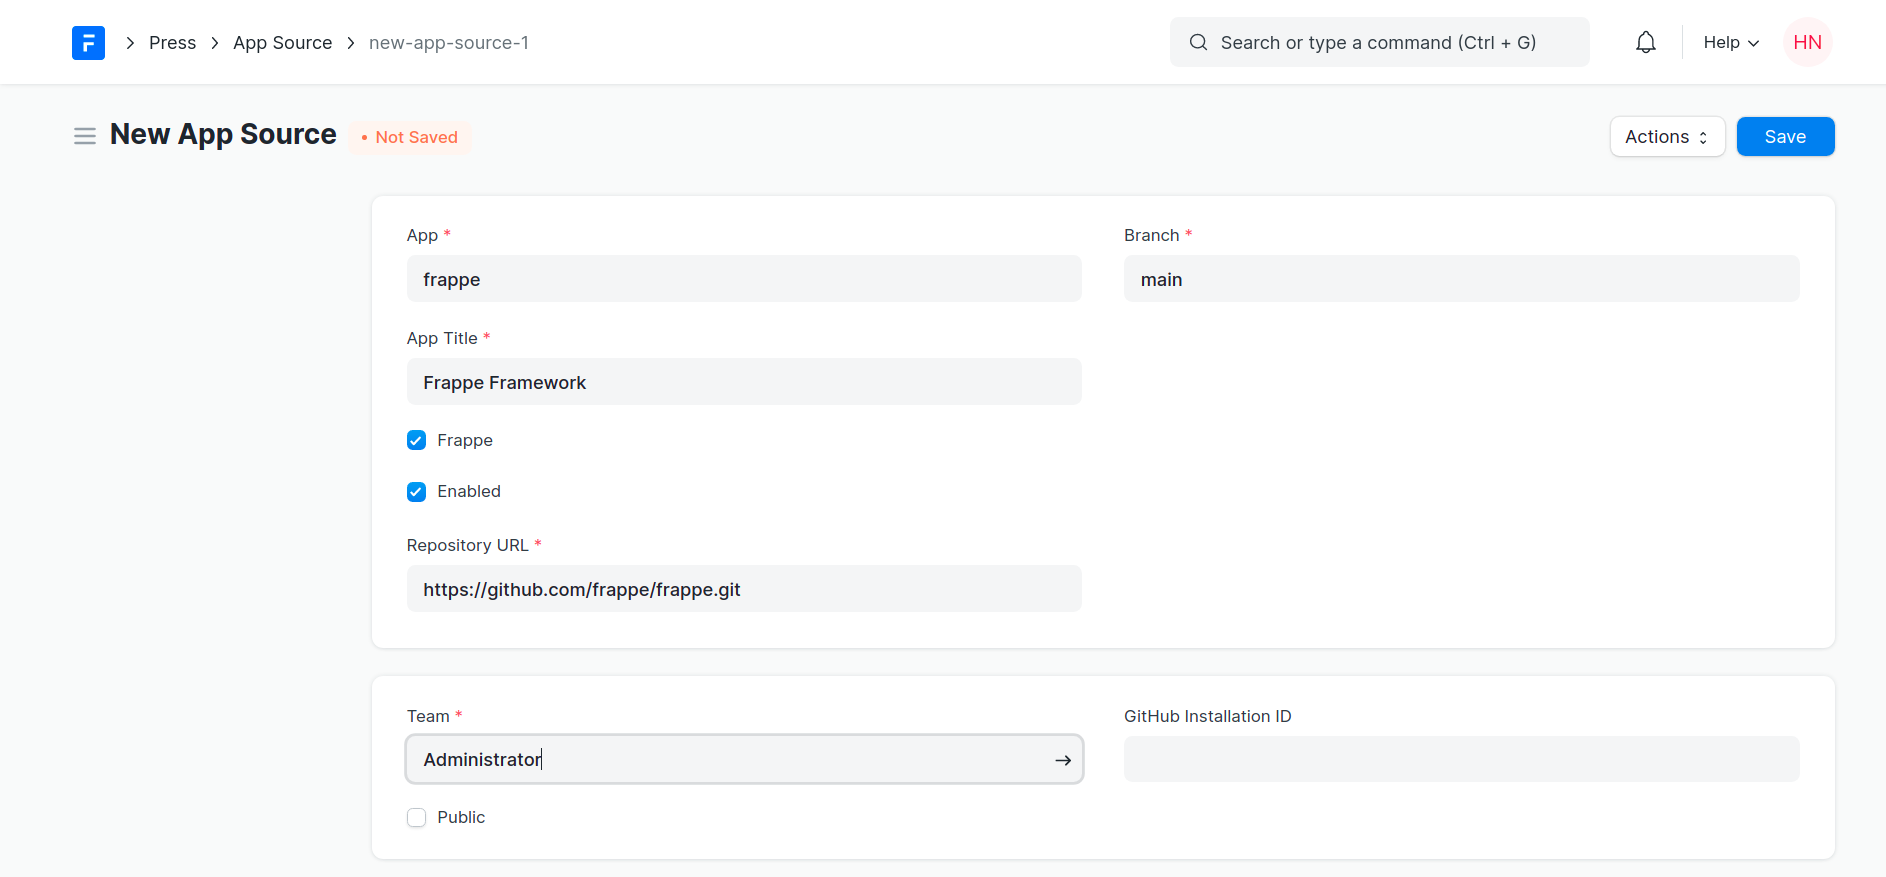 F
Press
App Source
new-app-source-1
Search or type a command (Ctrl + G)
Help
HN
New App Source
• Not Saved
Actions
Save
App *
frappe
Branch *
main
App Title *
Frappe Framework
Frappe
Enabled
Repository URL *
https://github.com/frappe/frappe.git
Team *
Administrator
GitHub Installation ID
Public